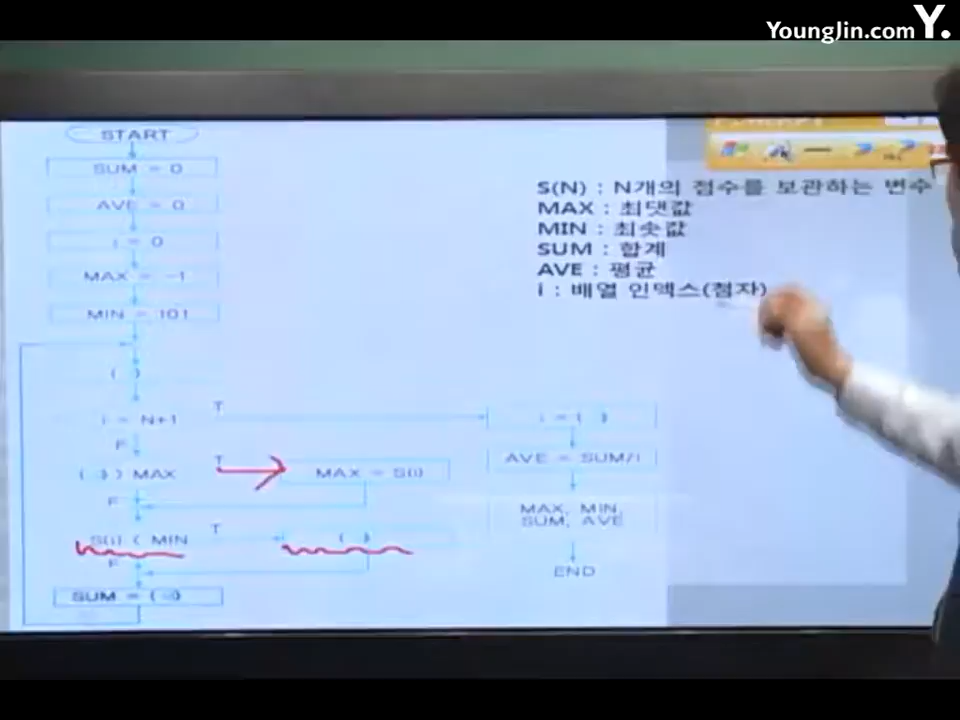 YoungJin.com Y.
START
SUM = 0
AVE = 0
i = 0
MAX = -1
MIN = 101
( )
i = N+1
T
F
( ) MAX
T
MAX = S(i)
F
S(i) < MIN
T
( )
F
SUM = ( )
i = ( )
AVE = SUM/i
MAX, MIN,
SUM, AVE
END
S(N) : N개의 점수를 보관하는 변수
MAX : 최댓값
MIN : 최솟값
SUM : 합계
AVE : 평균
i : 배열 인덱스(첨자)